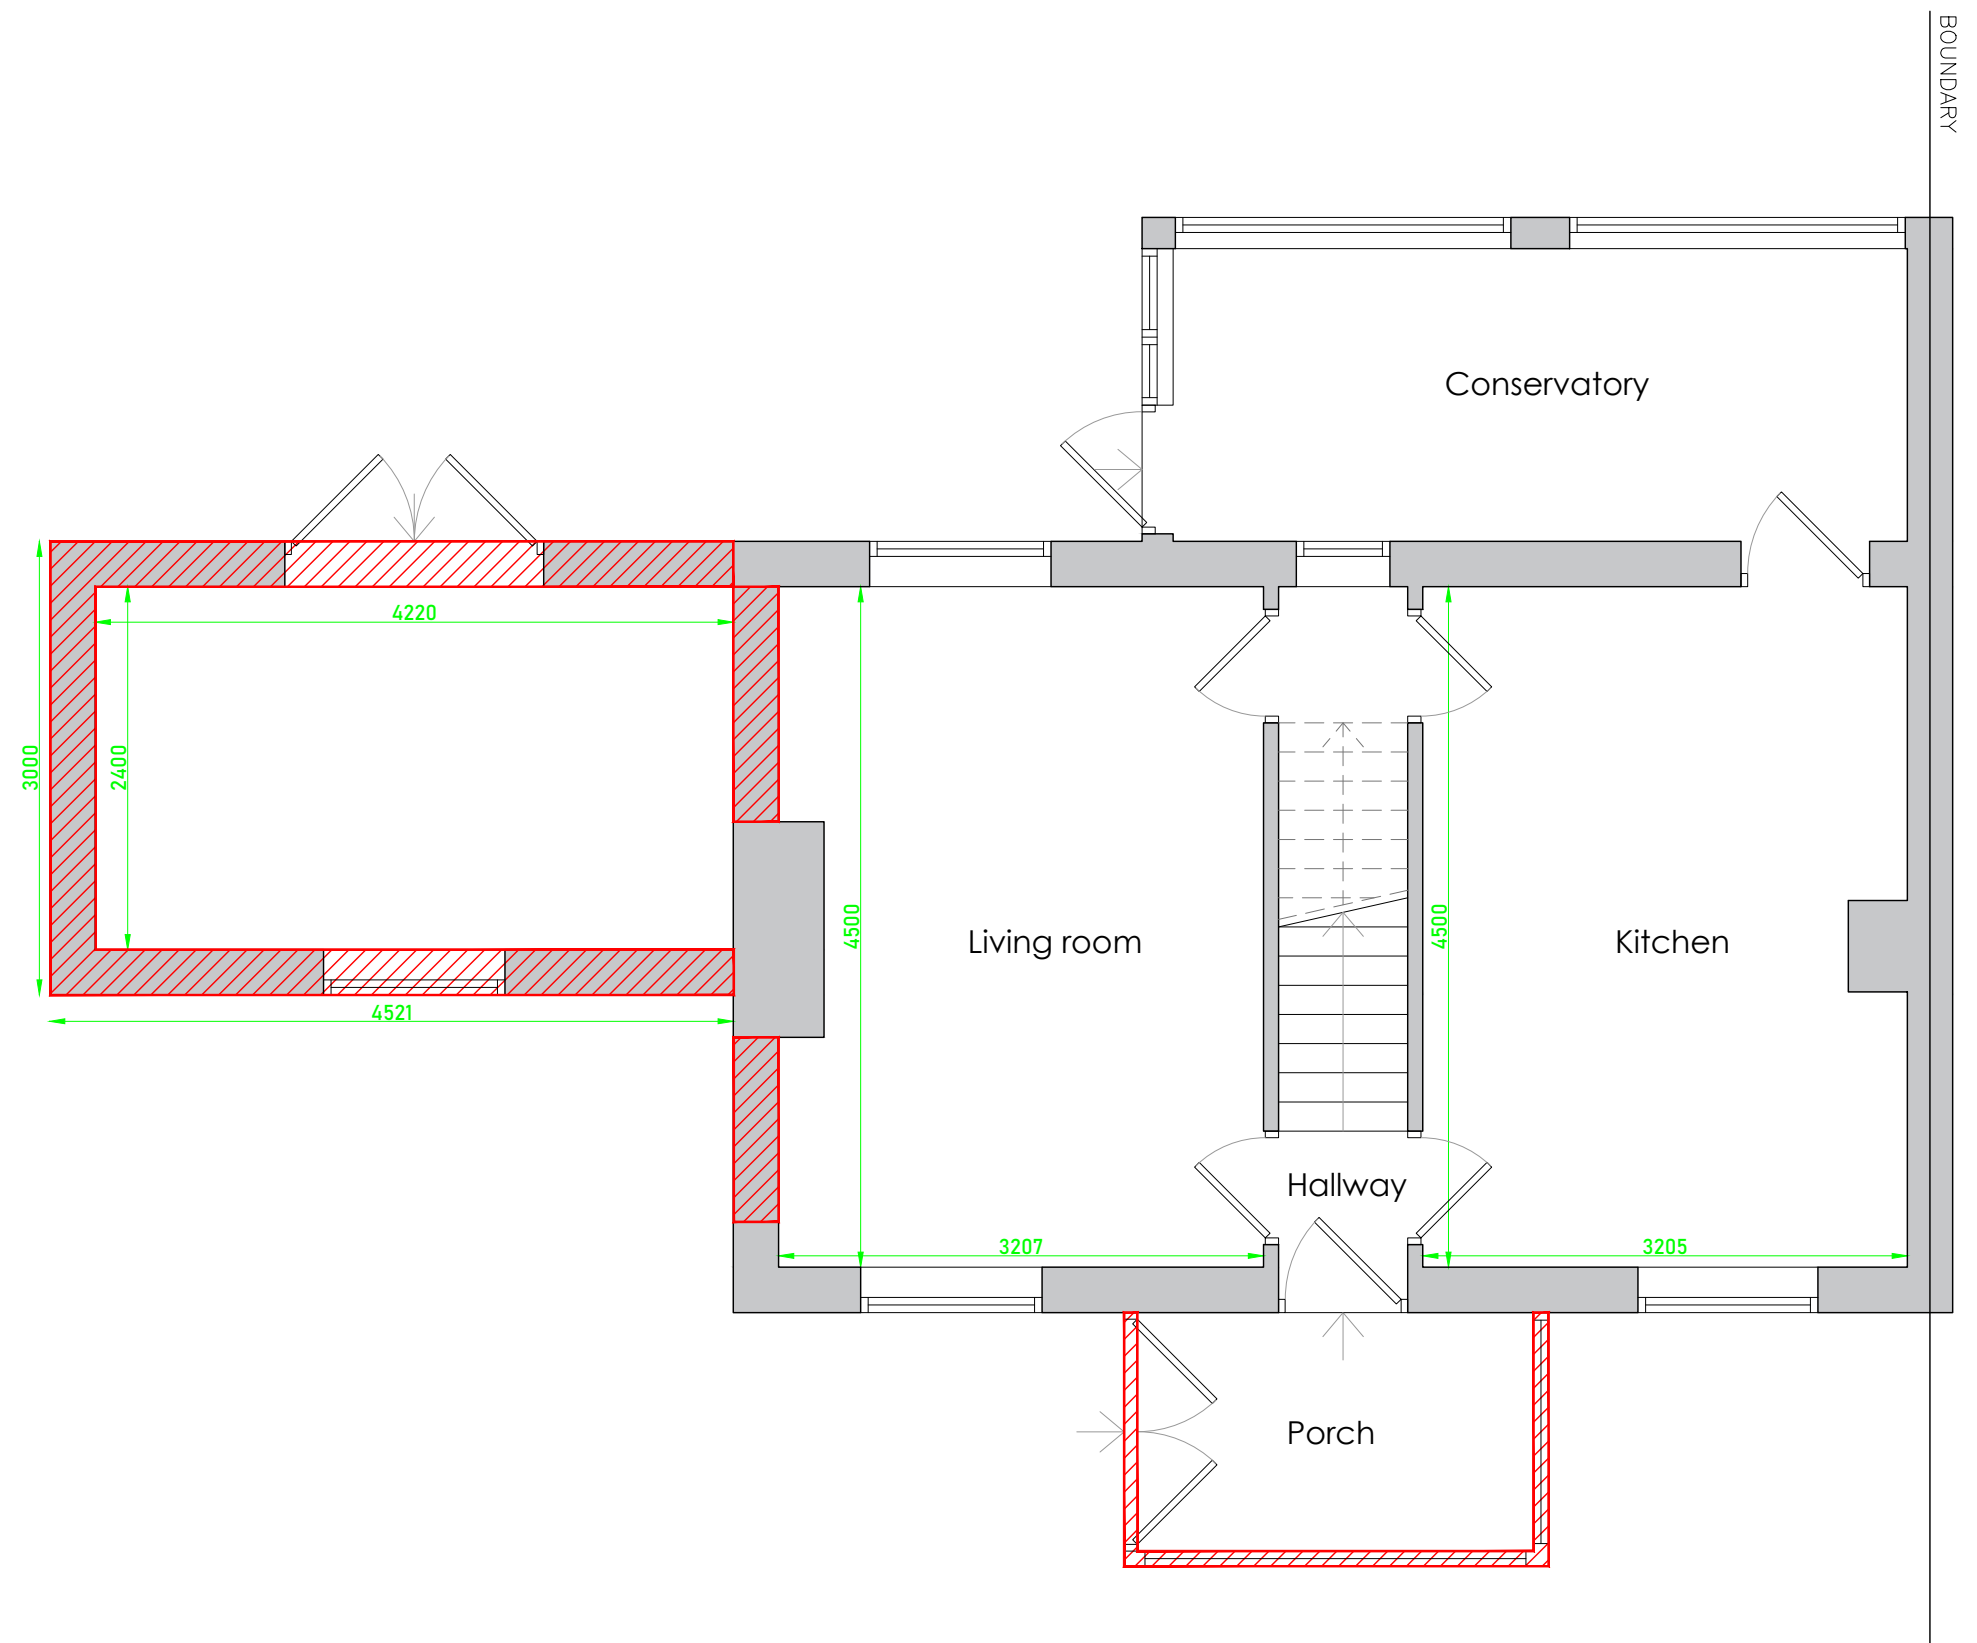 BOUNDARY
Conservatory
4220
3000
2400
4521
4500
Living room
4500
Kitchen
Hallway
3207
3205
Porch